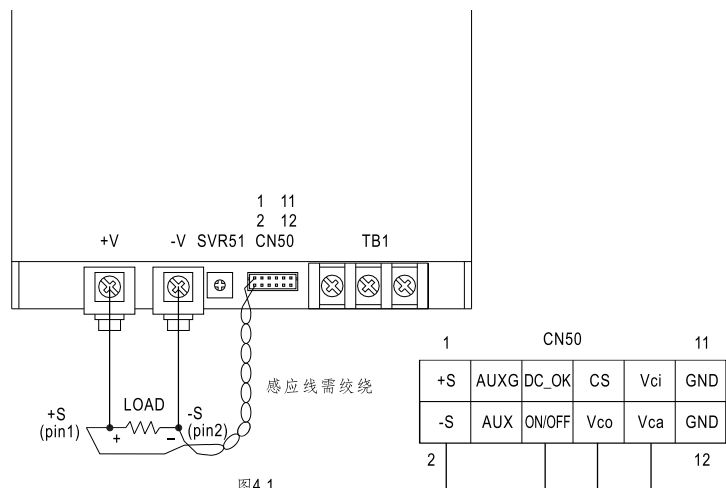 1 11
2 12
+V -V SVR51 CN50 TB1
感应线需绞绕
+S
(pin1)
LOAD
+ −
-S
(pin2)
图4.1
1 CN50 11
+S AUXG DC_OK CS Vci GND
-S AUX ON/OFF Vco Vca GND
2 12